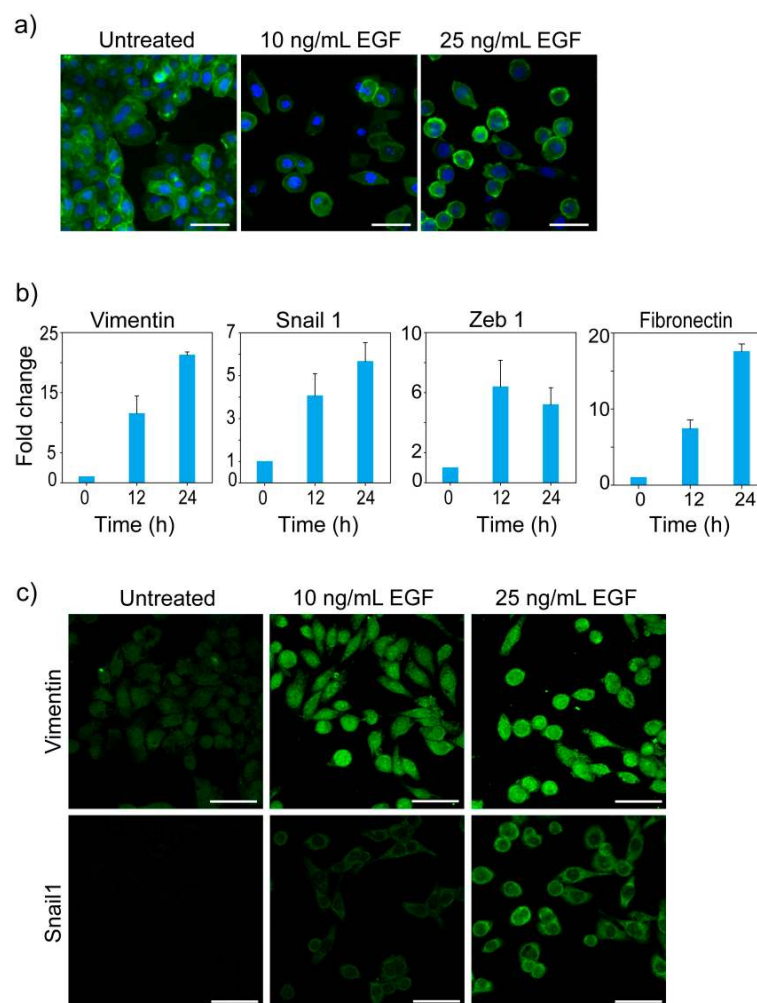 a)
Untreated 10 ng/mL EGF 25 ng/mL EGF
b)
Vimentin Snail 1 Zeb 1 Fibronectin
Fold change
25
15
5
0
0 12 24
Time (h)
7
5
3
1
0
0 12 24
Time (h)
10
6
2
0
0 12 24
Time (h)
20
10
0
0 12 24
Time (h)
c)
Untreated 10 ng/mL EGF 25 ng/mL EGF
Vimentin
Snail1